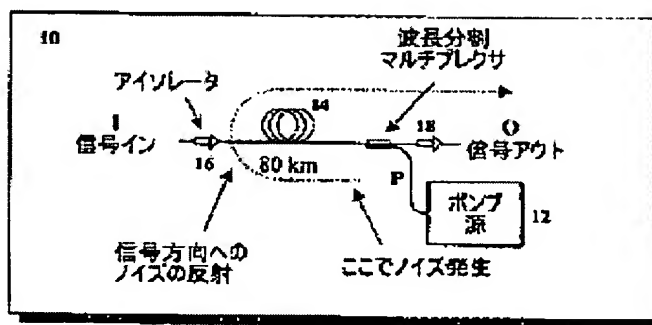 10
波長分割
マルチプレクサ
アイソレータ
14
I
信号イン
16
80 km
18
O
信号アウト
P
ポンプ
源
12
信号方向への
ノイズの反射
ここでノイズ発生